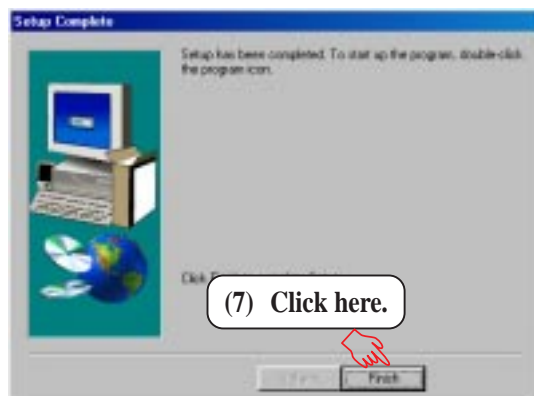 Setup Complete
Setup has been completed. To start up the program, double-click
the program icon.
Click
(7) Click here.
Finish